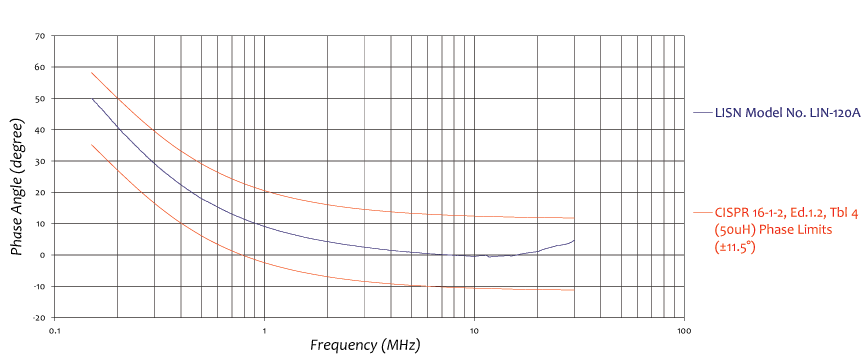 70
60
50
40
30
20
10
0
-10
-20
0.1 1 10 100
Phase Angle (degree)
Frequency (MHz)
LISN Model No. LIN-120A
CISPR 16-1-2, Ed.1.2, Tbl 4
(50uH) Phase Limits
(±11.5°)